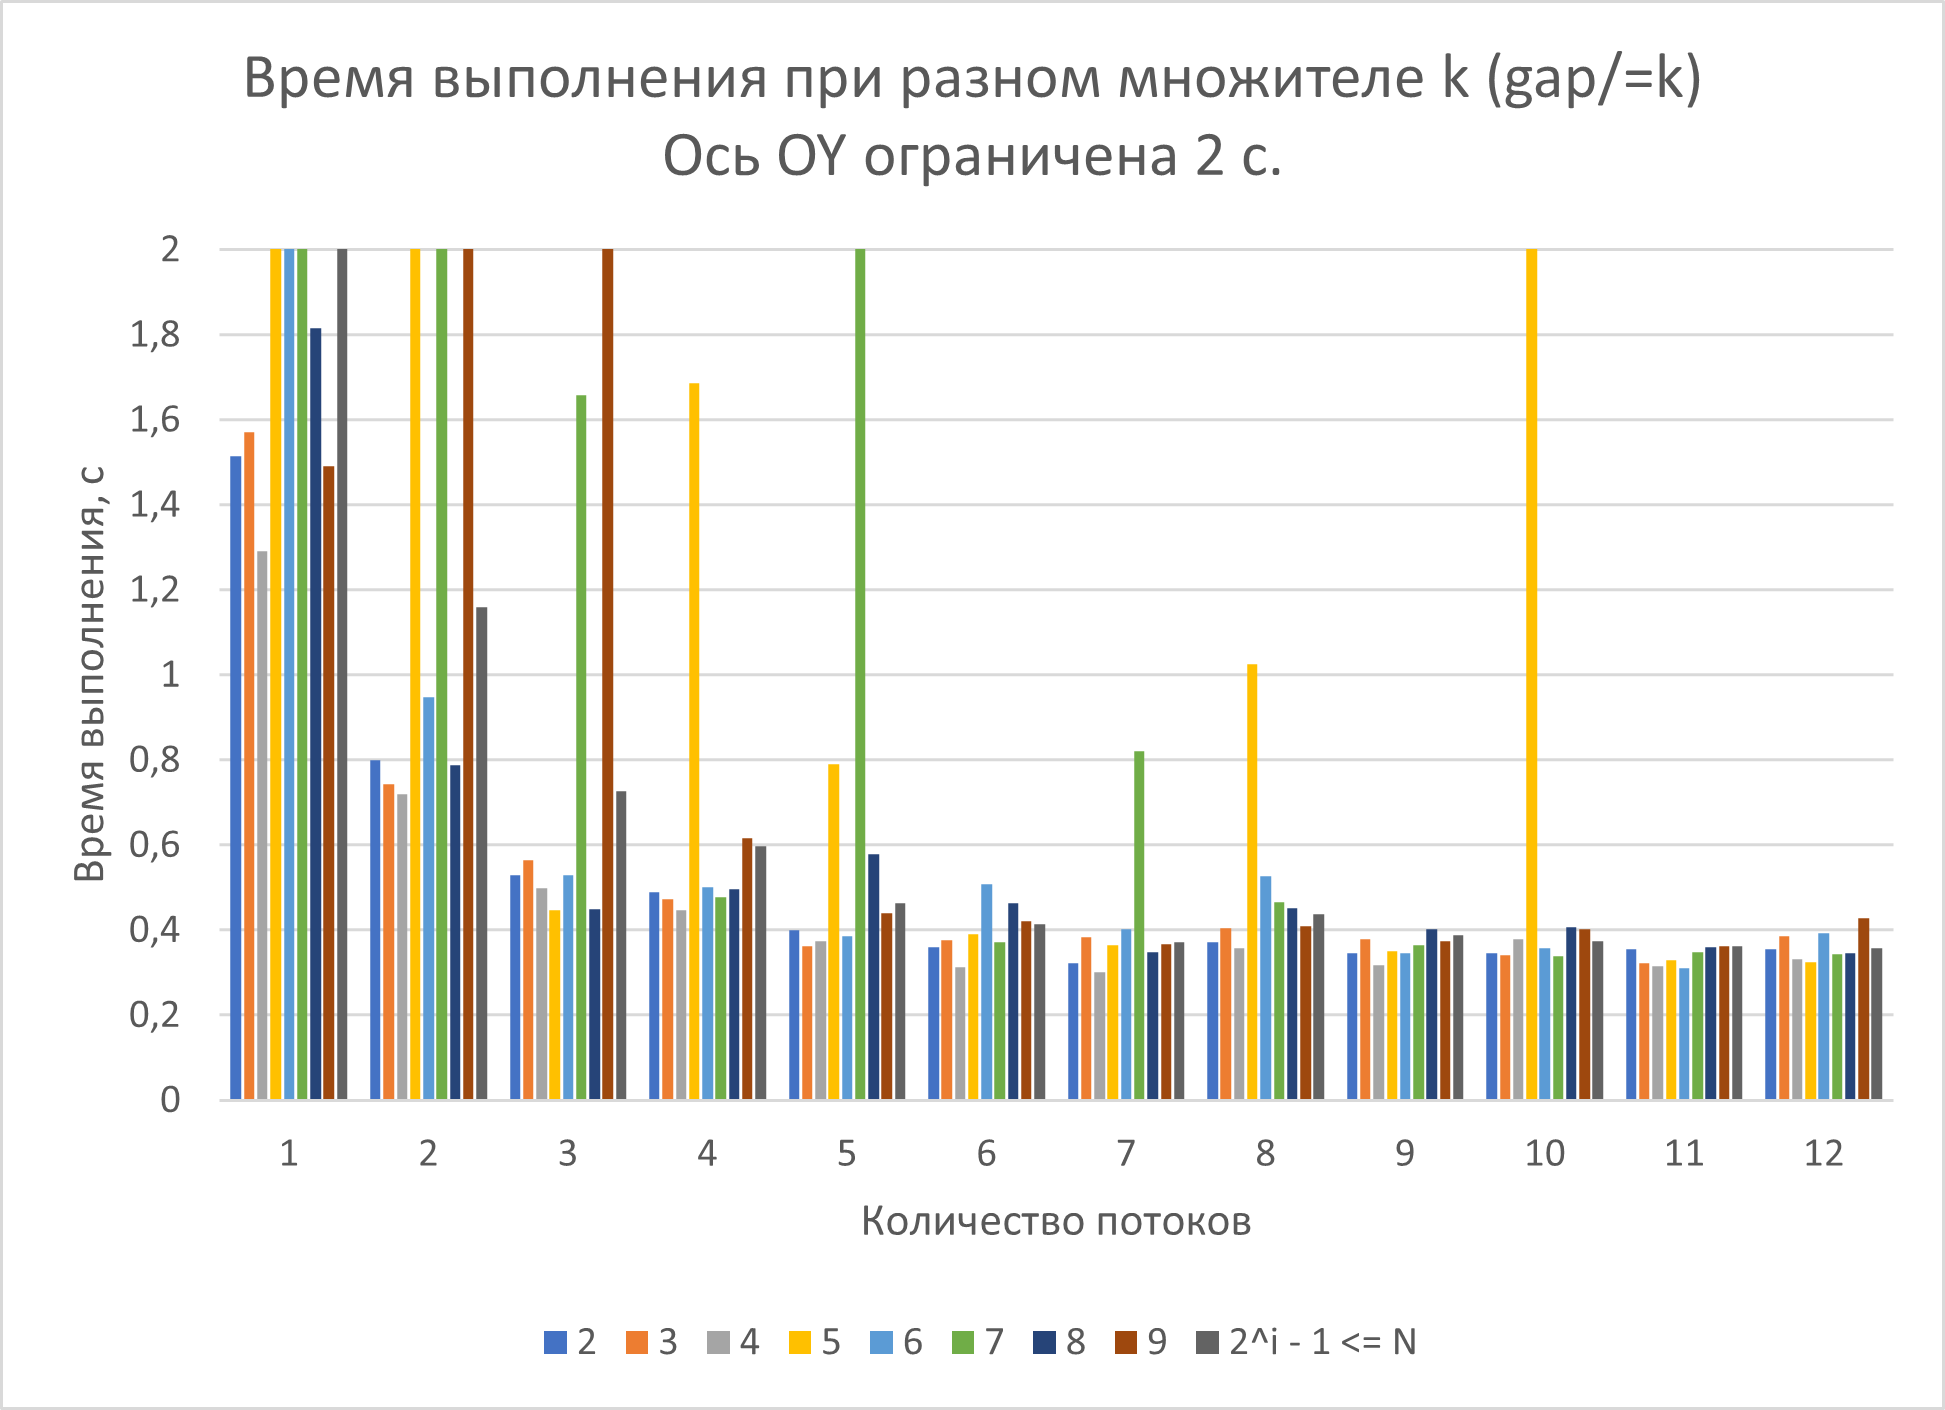 Время выполнения при разном множителе k (gap/=k)
Ось OY ограничена 2 с.
Время выполнения, с
2
1,8
1,6
1,4
1,2
1
0,8
0,6
0,4
0,2
0
1 2 3 4 5 6 7 8 9 10 11 12
Количество потоков
2 3 4 5 6 7 8 9 2^i - 1 <= N